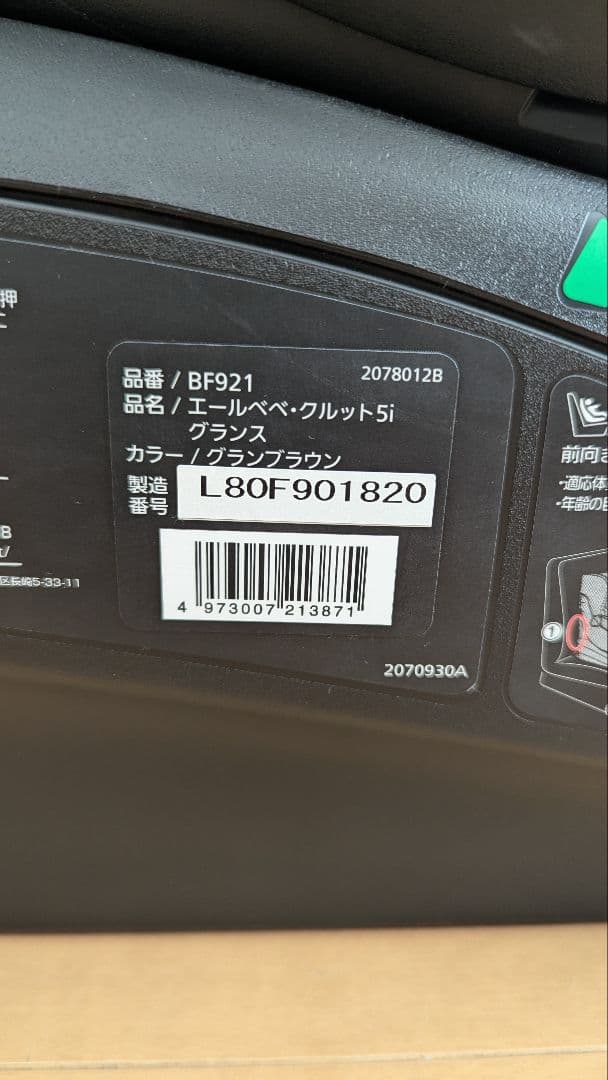 押
品番 / BF921
2078012B
品名 / エールベベ・クルット5i
グランス
カラー / グランブラウン
製造
番号
L80F901820
4 973007 213871
2070930A
B
区長崎5-33-11
前向き
・適応体
・年齢の目
①